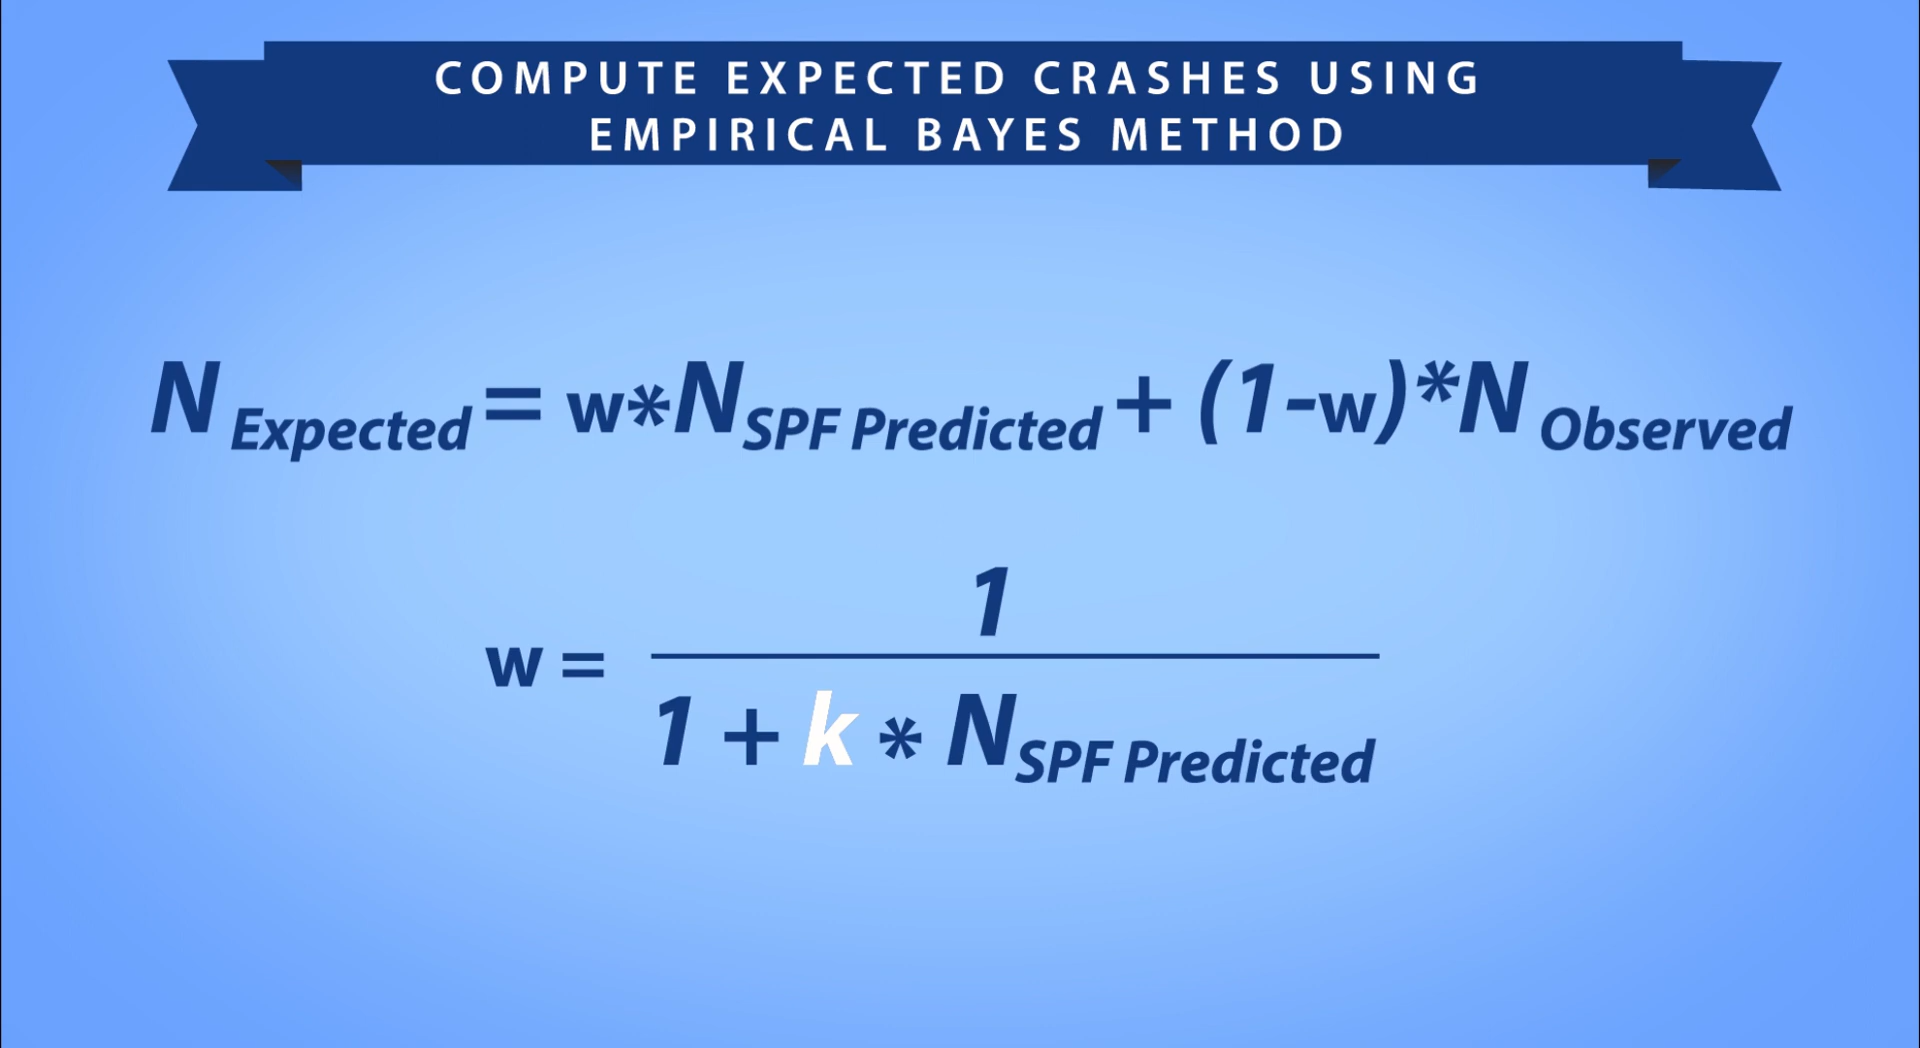 COMPUTE EXPECTED CRASHES USING
EMPIRICAL BAYES METHOD
N Expected = w*N SPF Predicted + (1-w)*N Observed
1
w =
1 + k * N SPF Predicted